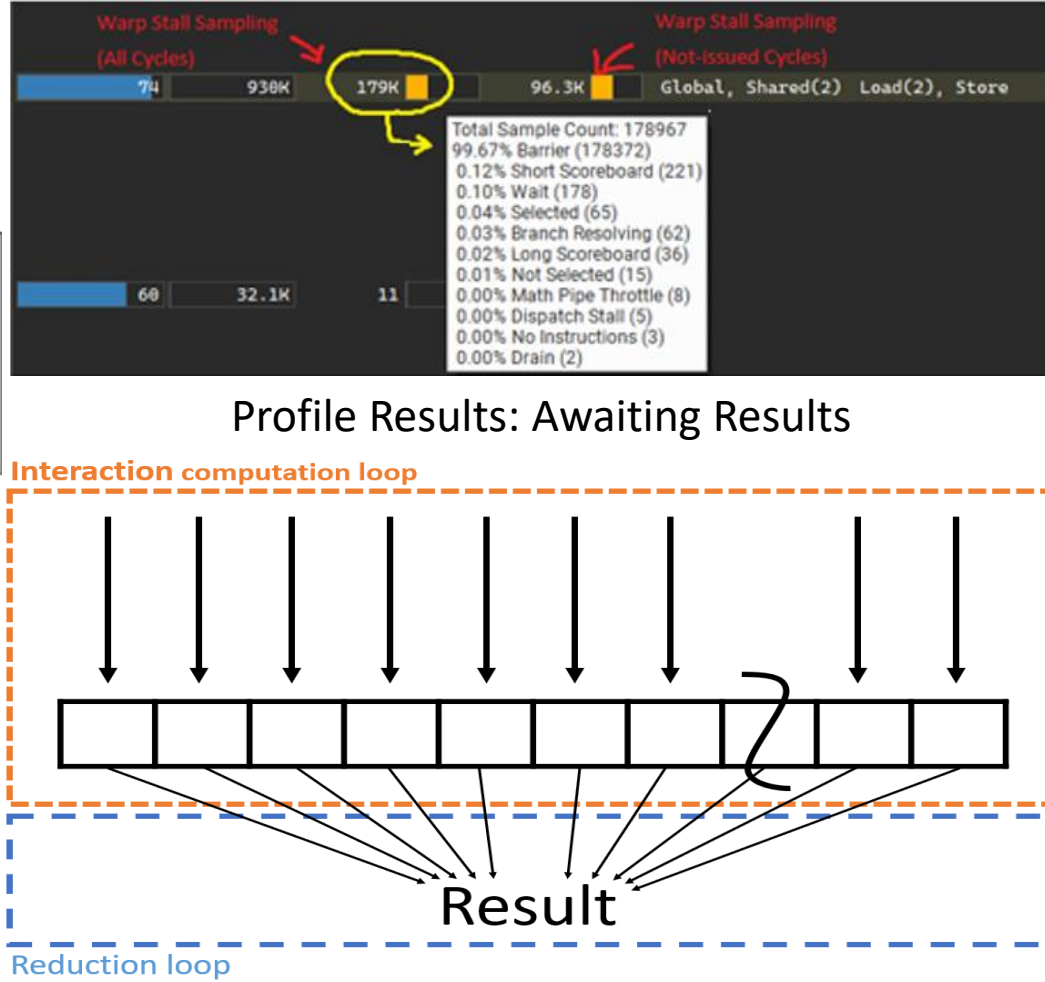 Warp Stall Sampling
(All Cycles)
Warp Stall Sampling
(Not-issued Cycles)
74 930K 179K 96.3K Global, Shared(2) Load(2), Store
Total Sample Count: 178967
99.67% Barrier (178372)
0.12% Short Scoreboard (221)
0.10% Wait (178)
0.04% Selected (65)
0.03% Branch Resolving (62)
0.02% Long Scoreboard (36)
0.01% Not Selected (15)
60 32.1K 11
0.00% Math Pipe Throttle (8)
0.00% Dispatch Stall (5)
0.00% No Instructions (3)
0.00% Drain (2)
Profile Results: Awaiting Results
Interaction computation loop
Result
Reduction loop